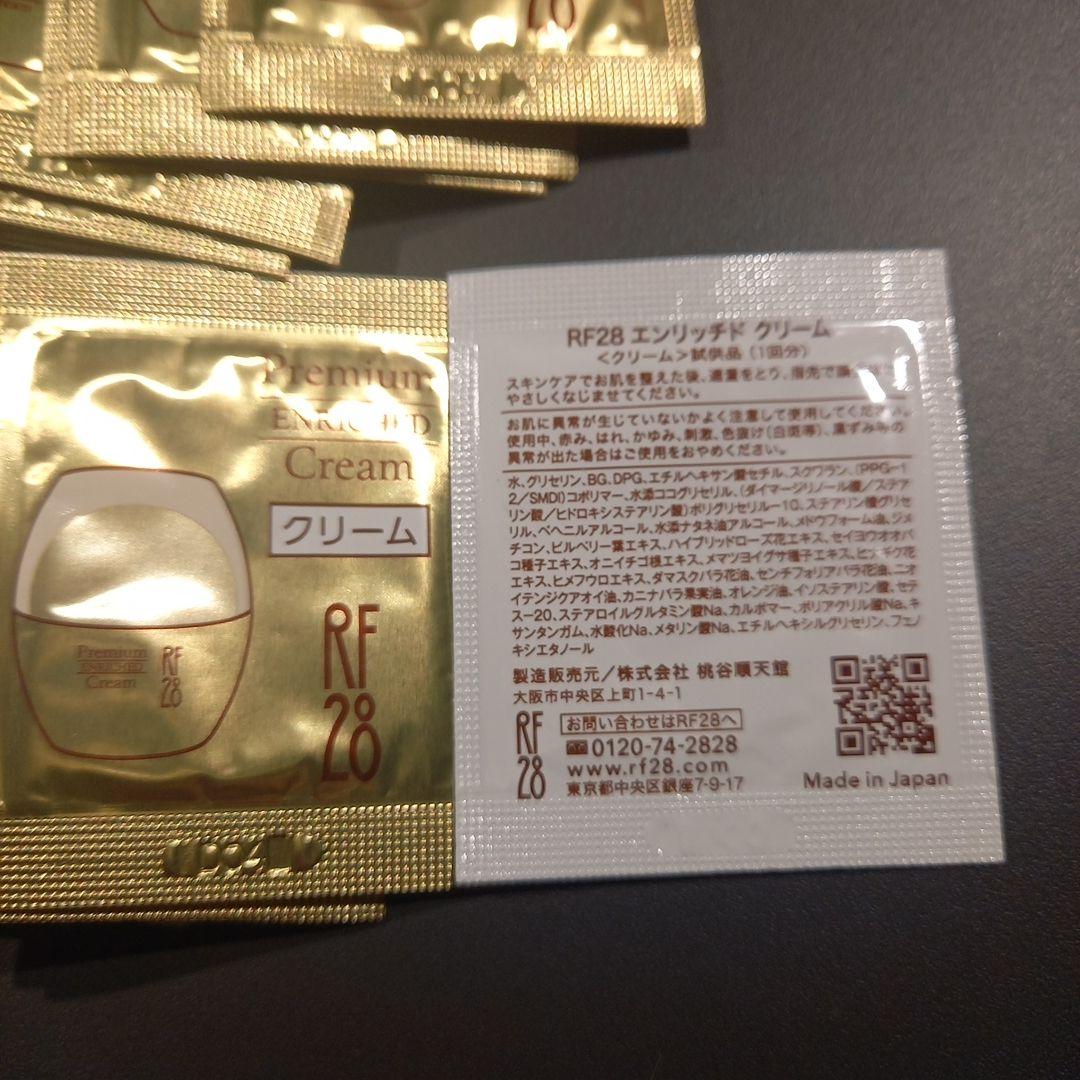 28
Premium
ENRICHED
Cream
クリーム
Premium
ENRICHED
Cream
RF
28
RF
28
RF28 エンリッチド クリーム
<クリーム>試供品 (1回分)
スキンケアでお肌を整えた後、適量をとり、指先で
やさしくなじませてください。
お肌に異常が生じていないかよく注意して使用してください。
使用中、赤み、はれ、かゆみ、刺激、色抜け(白斑等)、黒ずみ等の
異常が出た場合はご使用をおやめください。
水、グリセリン、BG、DPG、エチルヘキサン酸セチル、スクワラン、(PPG-1
2/SMDI)コポリマー、水添ココグリセリル、(ダイマージリノール酸/ステア
リン酸/ヒドロキシステアリン酸)ポリグリセリル-10、ステアリン酸グリセ
リル、ベヘニルアルコール、水添ナタネ油アルコール、メドウフォーム油、ジメ
チコン、ビルベリー葉エキス、ハイブリッドローズ花エキス、セイヨウオオバ
コ種子エキス、オニイチゴ根エキス、メマツヨイグサ種子エキス、
エキス、ヒメフウロエキス、ダマスクバラ花油、センチフォリアバラ花油、ニオ
イテンジクアオイ油、カニナバラ果実油、オレンジ油、イソステアリン酸、セテ
ス-20、ステアロイルグルタミン酸Na、カルボマー、ポリアクリル酸Na、キ
サンタンガム、水酸化Na、メタリン酸Na、エチルヘキシルグリセリン、フェノ
キシエタノール
製造販売元/株式会社 桃谷順天館
大阪市中央区上町1-4-1
RF
28
お問い合わせはRF28へ
0120-74-2828
www.rf28.com
東京都中央区銀座7-9-17
Made in Japan